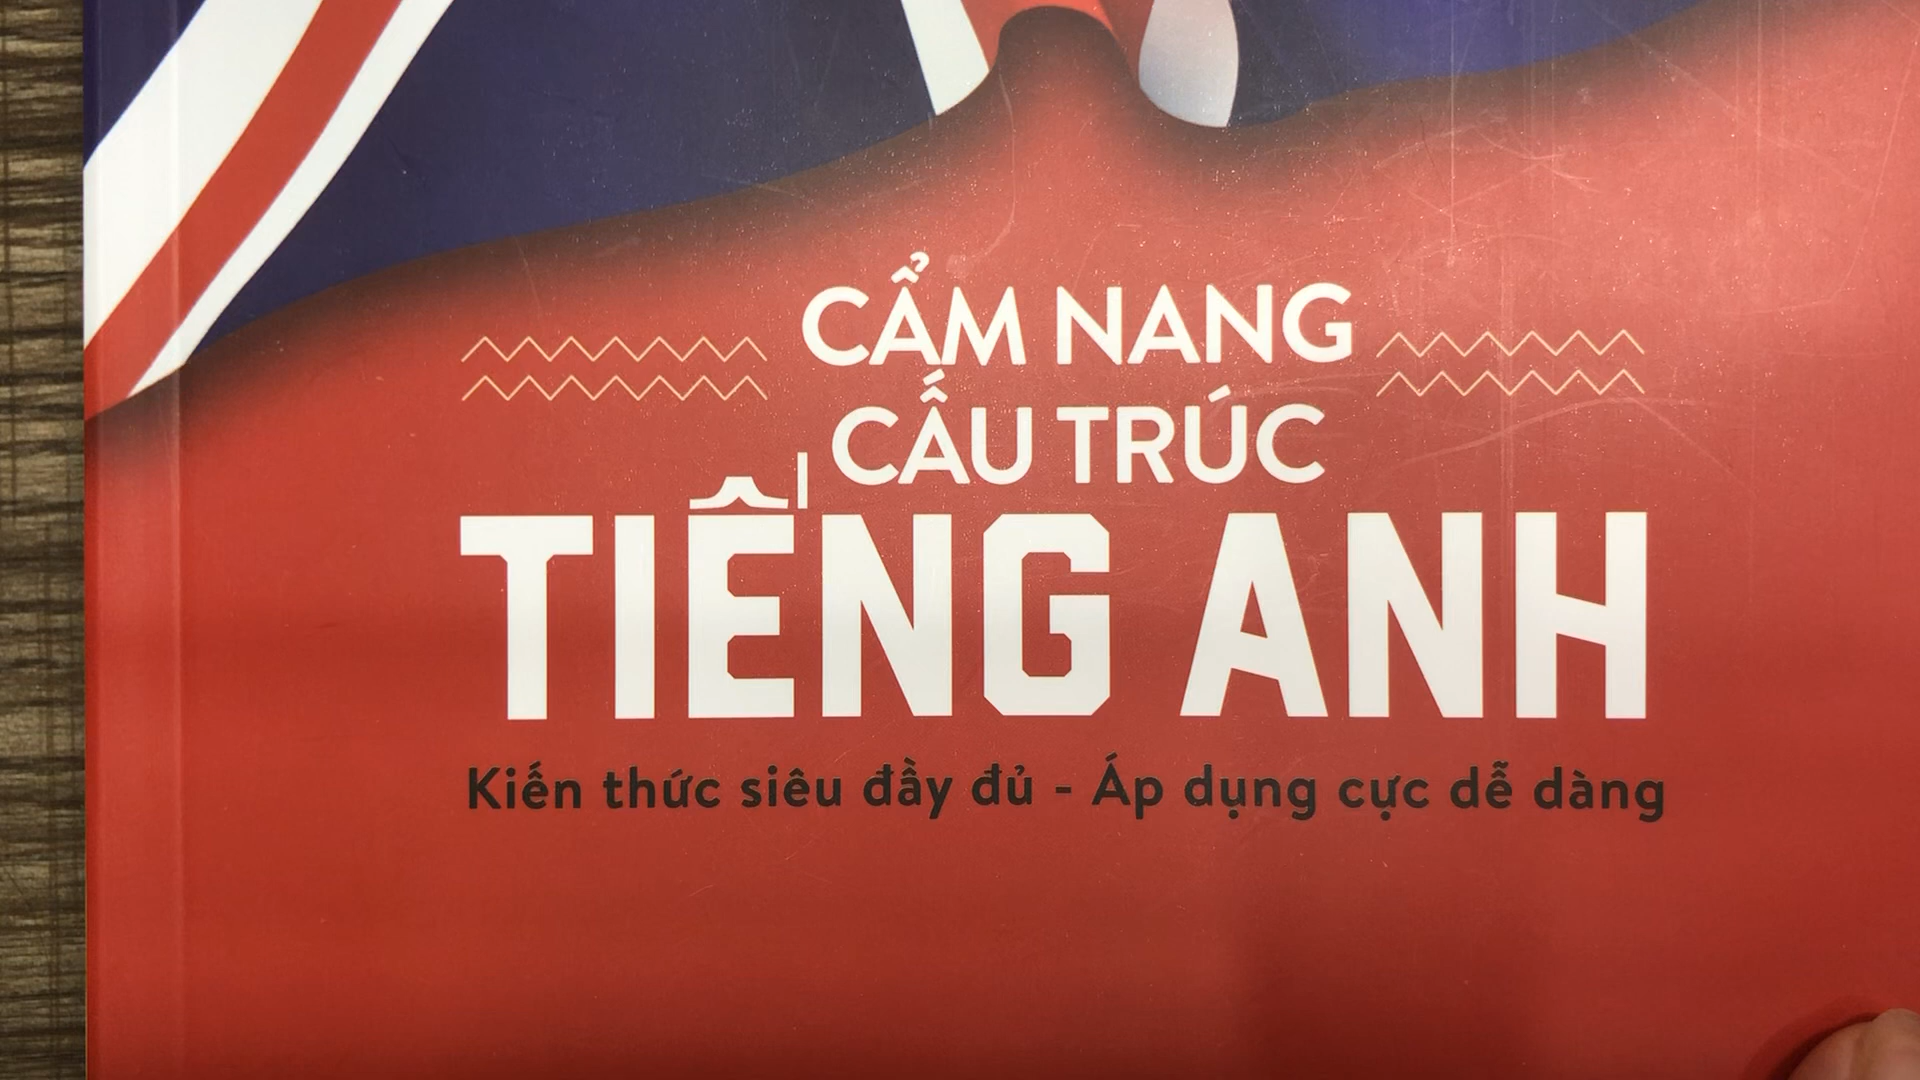 CẨM NANG
CẤU TRÚC
TIẾNG ANH
Kiến thức siêu đầy đủ - Áp dụng cực dễ dàng